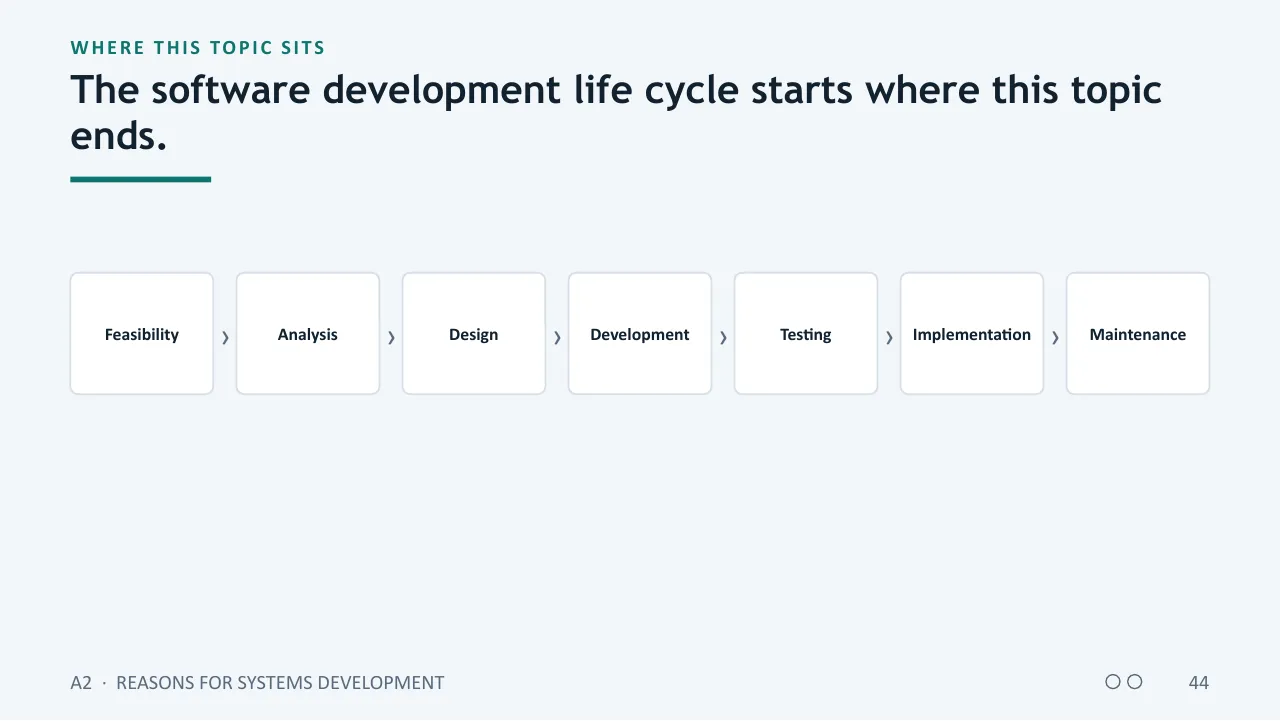 WHERE THIS TOPIC SITS
The software development life cycle starts where this topic
ends.
Feasibility › Analysis › Design › Development › Testing › Implementation › Maintenance
A2 · REASONS FOR SYSTEMS DEVELOPMENT
44